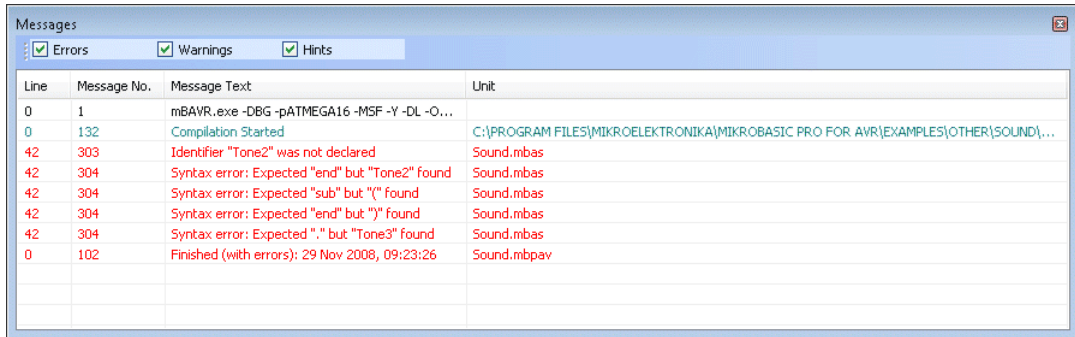 Messages
Errors Warnings Hints
Line Message No. Message Text Unit
0 1 mBAVR.exe -DBG -pATMEGA16 -MSF -Y -DL -O...
0 132 Compilation Started C:\PROGRAM FILES\MIKROELEKTRONIKA\MIKROBASIC PRO FOR AVR\EXAMPLES\OTHER\SOUND\...
42 303 Identifier "Tone2" was not declared Sound.mbas
42 304 Syntax error: Expected "end" but "Tone2" found Sound.mbas
42 304 Syntax error: Expected "sub" but "(" found Sound.mbas
42 304 Syntax error: Expected "end" but ")" found Sound.mbas
42 304 Syntax error: Expected "." but "Tone3" found Sound.mbas
0 102 Finished (with errors): 29 Nov 2008, 09:23:26 Sound.mbpav